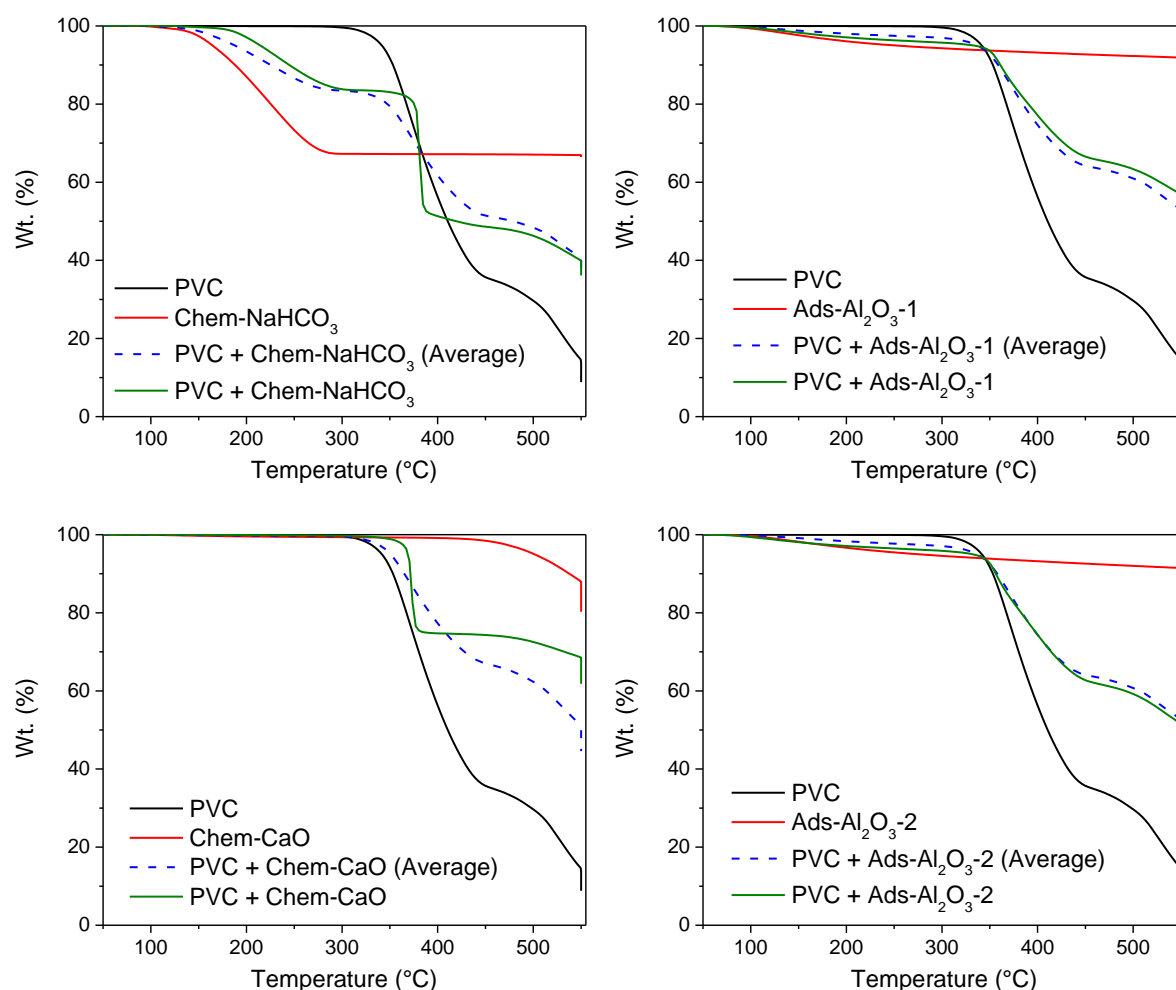 100
80
60
40
20
0
Wt. (%)
PVC
Chem-NaHCO₃
PVC + Chem-NaHCO₃ (Average)
PVC + Chem-NaHCO₃
100 200 300 400 500
Temperature (°C)
100
80
60
40
20
0
Wt. (%)
PVC
Ads-Al₂O₃-1
PVC + Ads-Al₂O₃-1 (Average)
PVC + Ads-Al₂O₃-1
100 200 300 400 500
Temperature (°C)
100
80
60
40
20
0
Wt. (%)
PVC
Chem-CaO
PVC + Chem-CaO (Average)
PVC + Chem-CaO
100 200 300 400 500
Temperature (°C)
100
80
60
40
20
0
Wt. (%)
PVC
Ads-Al₂O₃-2
PVC + Ads-Al₂O₃-2 (Average)
PVC + Ads-Al₂O₃-2
100 200 300 400 500
Temperature (°C)